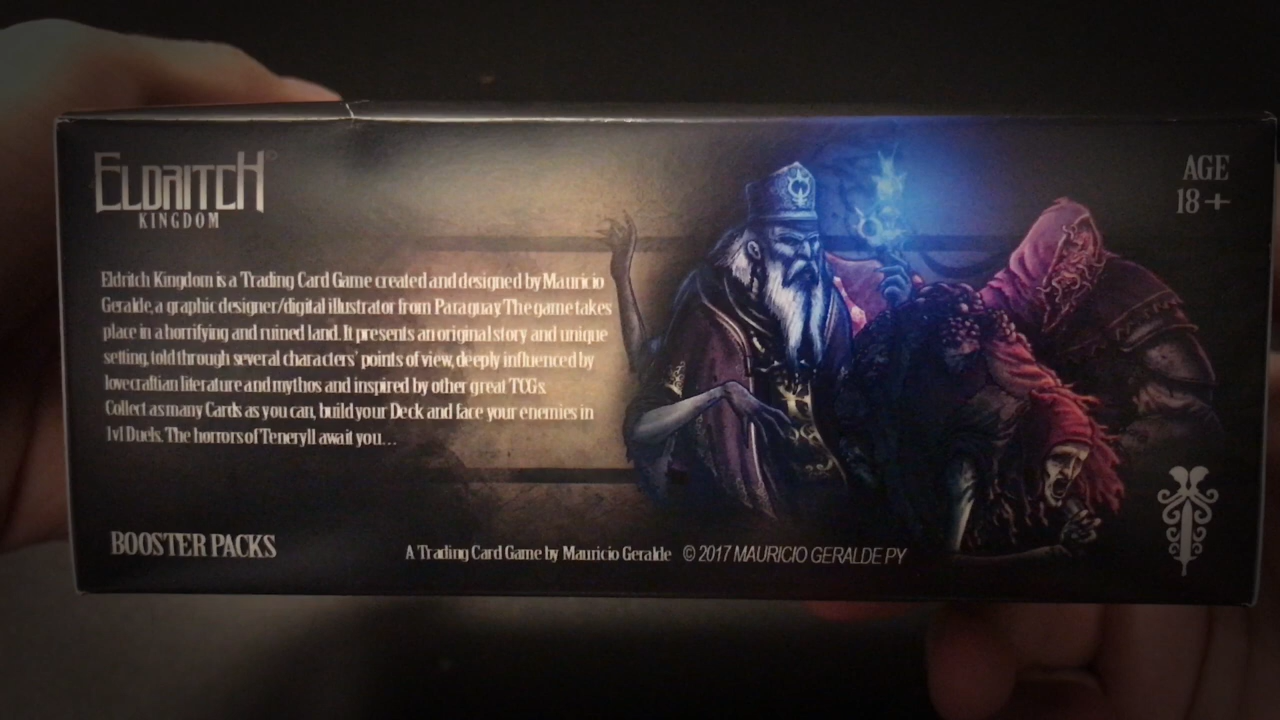 ELDRITCH
KINGDOM
AGE
18+
Eldritch Kingdom is a Trading Card Game created and designed by Mauricio
Geralde, a graphic designer/digital illustrator from Paraguay. The game takes
place in a horrifying and ruined land. It presents an original story and unique
setting, told through several characters' points of view, deeply influenced by
lovecraftian literature and mythos and inspired by other great TCGs.
Collect as many Cards as you can, build your Deck and face your enemies in
1v1 Duels. The horrors of Teneryll await you...
BOOSTER PACKS
A Trading Card Game by Mauricio Geralde © 2017 MAURICIO GERALDE PY